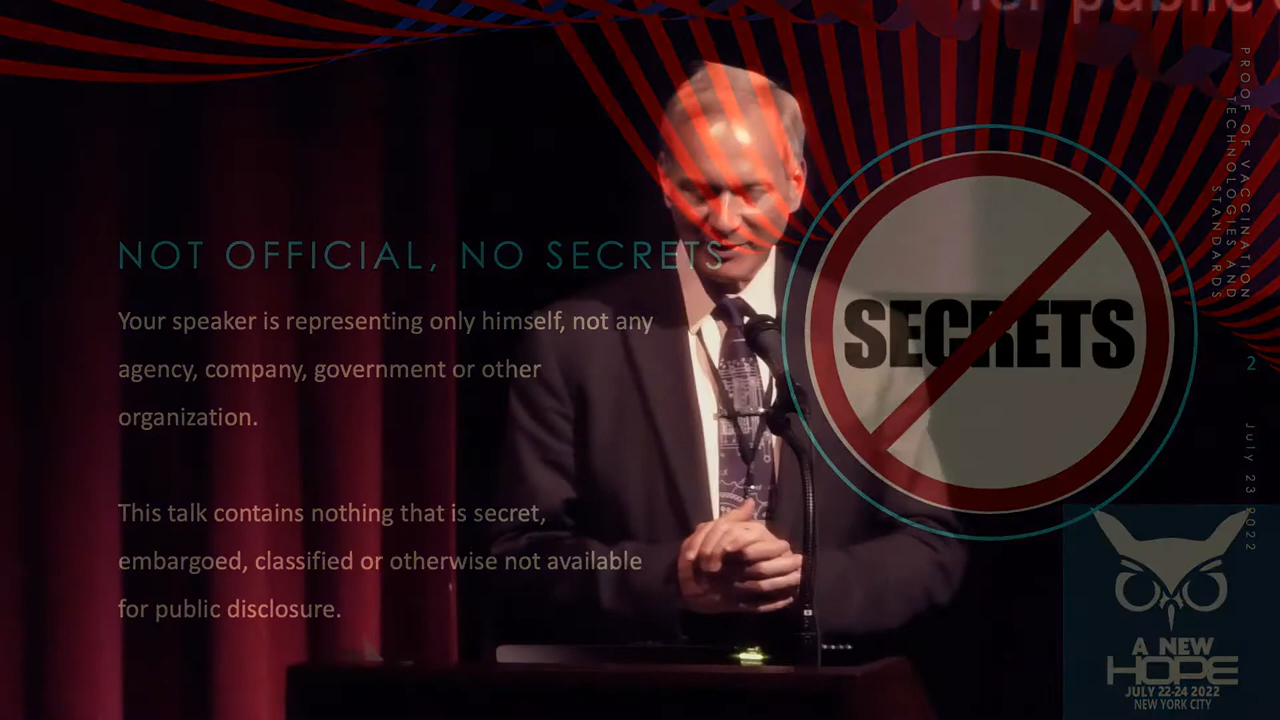 for public
NOT OFFICIAL, NO SECRETS
Your speaker is representing only himself, not any
agency, company, government or other
organization.
This talk contains nothing that is secret,
embargoed, classified or otherwise not available
for public disclosure.
SECRETS
PROOF OF VACCINATION
TECHNOLOGIES AND
STANDARDS
2
July 23 2022
A NEW
HOPE
JULY 22-24 2022
NEW YORK CITY